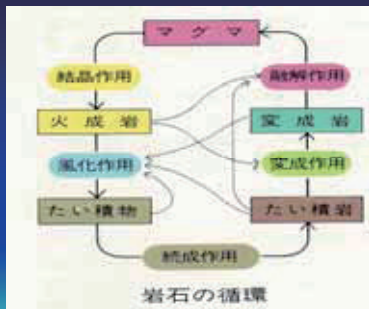 マグマ
結晶作用
融解作用
火成岩
変成岩
風化作用
変成作用
たい積物
たい積岩
続成作用
岩石の循環